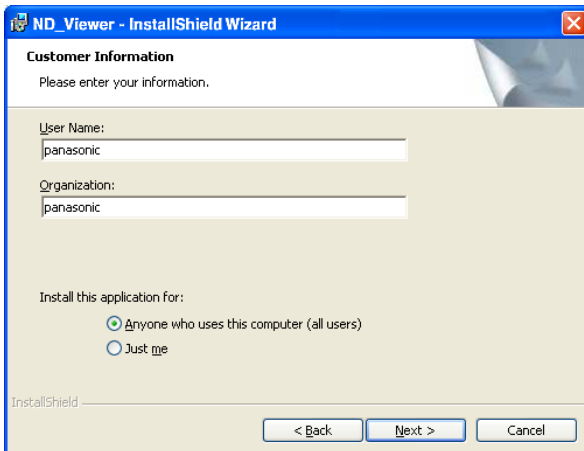 ND_Viewer - InstallShield Wizard
Customer Information
Please enter your information.
User Name:
panasonic
Organization:
panasonic
Install this application for:
Anyone who uses this computer (all users)
Just me
InstallShield
< Back Next > Cancel